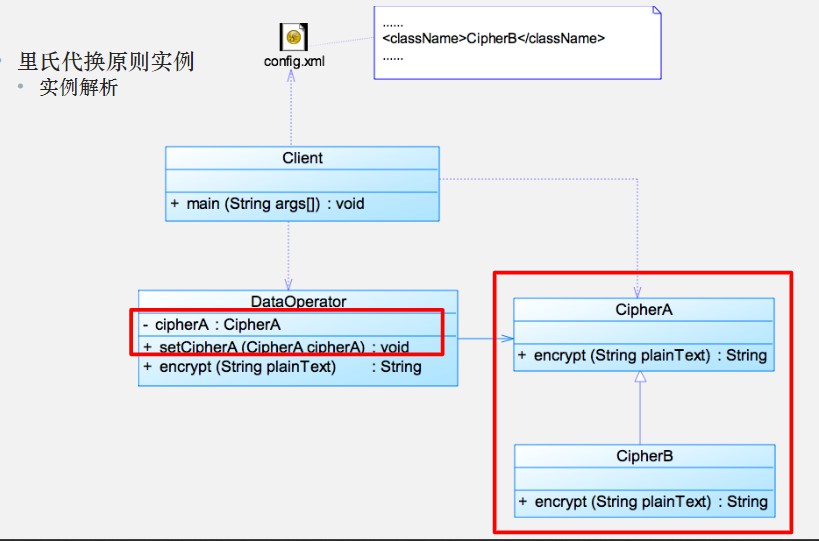 ......
<className>CipherB</className>
......
config.xml
里氏代换原则实例
实例解析
Client
+ main (String args[]) : void
DataOperator
- cipherA : CipherA
+ setCipherA (CipherA cipherA) : void
+ encrypt (String plainText) : String
CipherA
+ encrypt (String plainText) : String
CipherB
+ encrypt (String plainText) : String